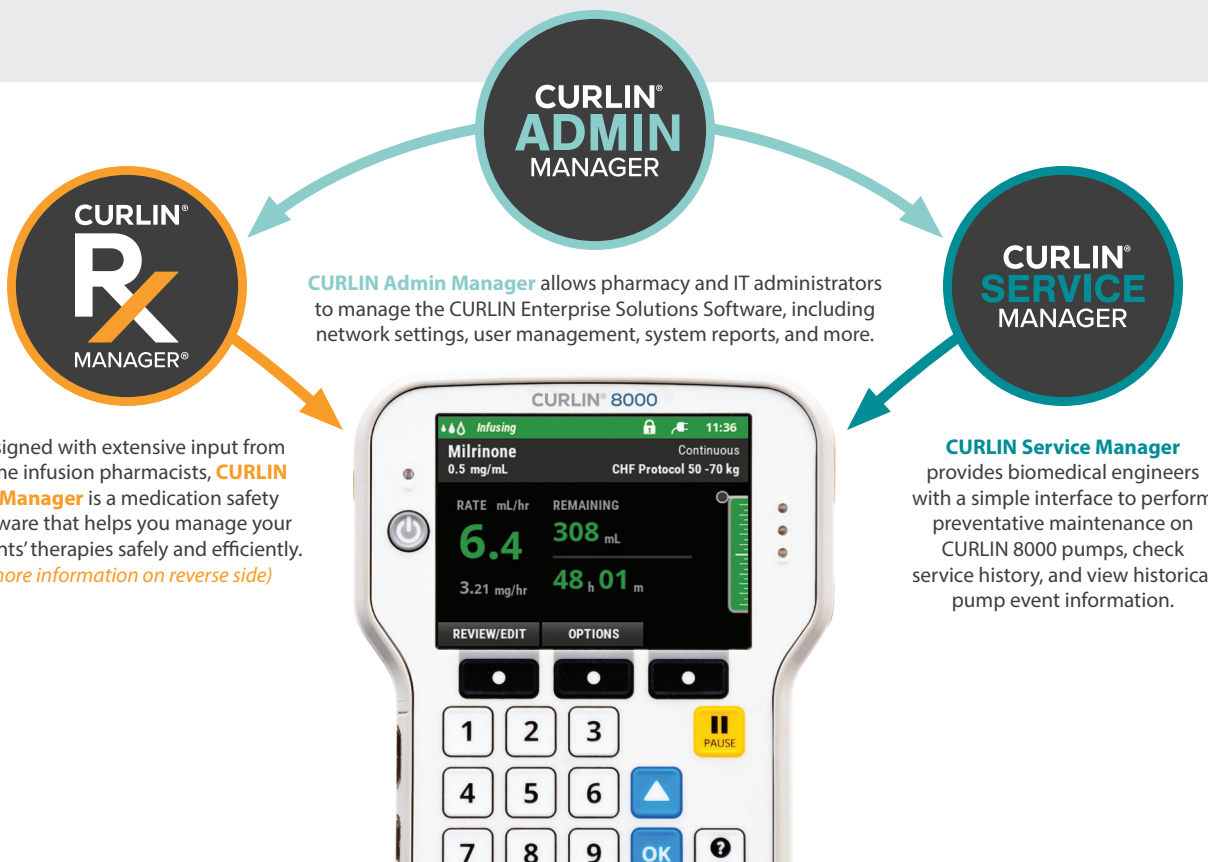 CURLIN®
ADMIN
MANAGER
CURLIN®
Rx
MANAGER®
CURLIN®
SERVICE
MANAGER
CURLIN Admin Manager allows pharmacy and IT administrators
to manage the CURLIN Enterprise Solutions Software, including
network settings, user management, system reports, and more.
signed with extensive input from
me infusion pharmacists, CURLIN
Manager is a medication safety
ware that helps you manage your
nts' therapies safely and efficiently.
more information on reverse side)
CURLIN Service Manager
provides biomedical engineers
with a simple interface to perform
preventative maintenance on
CURLIN 8000 pumps, check
service history, and view historica
pump event information.
CURLIN® 8000
Infusing 11:36
Milrinone Continuous
0.5 mg/mL CHF Protocol 50 -70 kg
RATE mL/hr REMAINING
6.4 308 mL
3.21 mg/hr 48 h 01 m
REVIEW/EDIT OPTIONS
1 2 3 PAUSE
4 5 6
7 8 9 OK ?